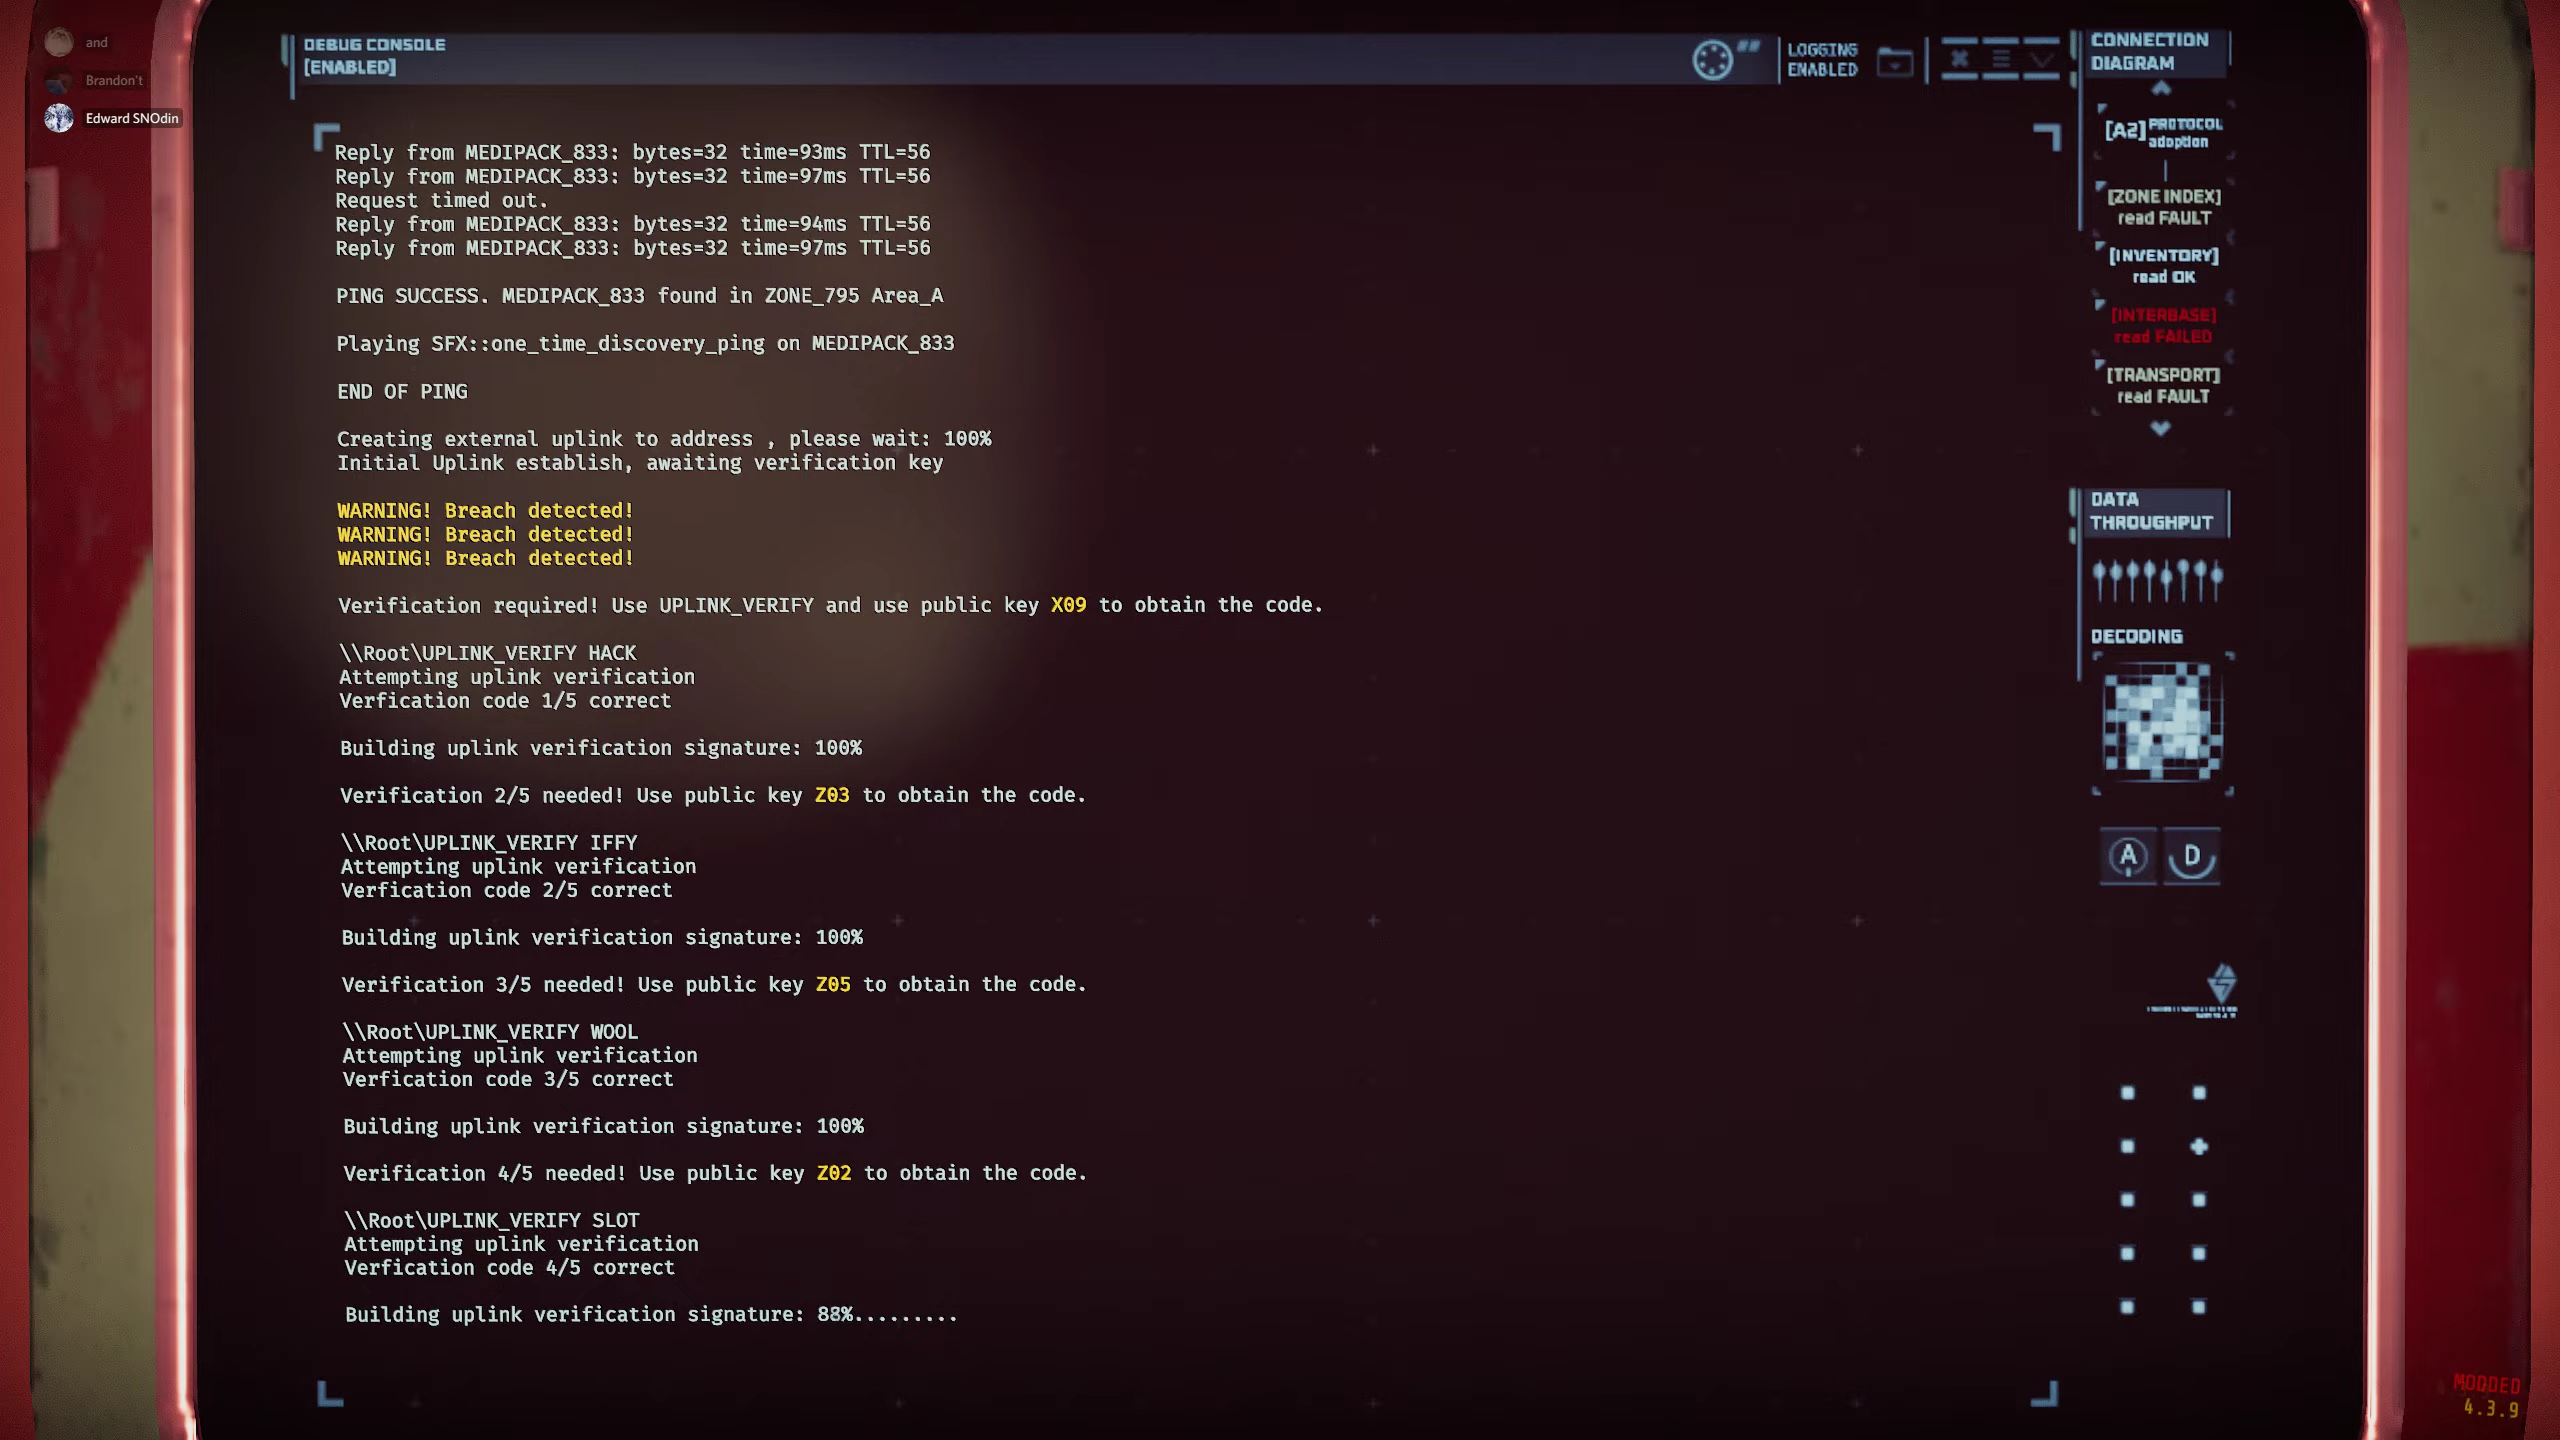 and
Brandon't
Edward SNOdin
DEBUG CONSOLE
[ENABLED]
LOGGING
ENABLED
Reply from MEDIPACK_833: bytes=32 time=93ms TTL=56
Reply from MEDIPACK_833: bytes=32 time=97ms TTL=56
Request timed out.
Reply from MEDIPACK_833: bytes=32 time=94ms TTL=56
Reply from MEDIPACK_833: bytes=32 time=97ms TTL=56
PING SUCCESS. MEDIPACK_833 found in ZONE_795 Area_A
Playing SFX::one_time_discovery_ping on MEDIPACK_833
END OF PING
Creating external uplink to address , please wait: 100%
Initial Uplink establish, awaiting verification key
WARNING! Breach detected!
WARNING! Breach detected!
WARNING! Breach detected!
Verification required! Use UPLINK_VERIFY and use public key X09 to obtain the code.
\\Root\UPLINK_VERIFY HACK
Attempting uplink verification
Verfication code 1/5 correct
Building uplink verification signature: 100%
Verification 2/5 needed! Use public key Z03 to obtain the code.
\\Root\UPLINK_VERIFY IFFY
Attempting uplink verification
Verfication code 2/5 correct
Building uplink verification signature: 100%
Verification 3/5 needed! Use public key Z05 to obtain the code.
\\Root\UPLINK_VERIFY WOOL
Attempting uplink verification
Verfication code 3/5 correct
Building uplink verification signature: 100%
Verification 4/5 needed! Use public key Z02 to obtain the code.
\\Root\UPLINK_VERIFY SLOT
Attempting uplink verification
Verfication code 4/5 correct
Building uplink verification signature: 88%.........
CONNECTION
DIAGRAM
[A2] PROTOCOL
adoption
[ZONE INDEX]
read FAULT
[INVENTORY]
read OK
[INTERBASE]
read FAILED
[TRANSPORT]
read FAULT
DATA
THROUGHPUT
DECODING
A D
MODDED
4.3.9